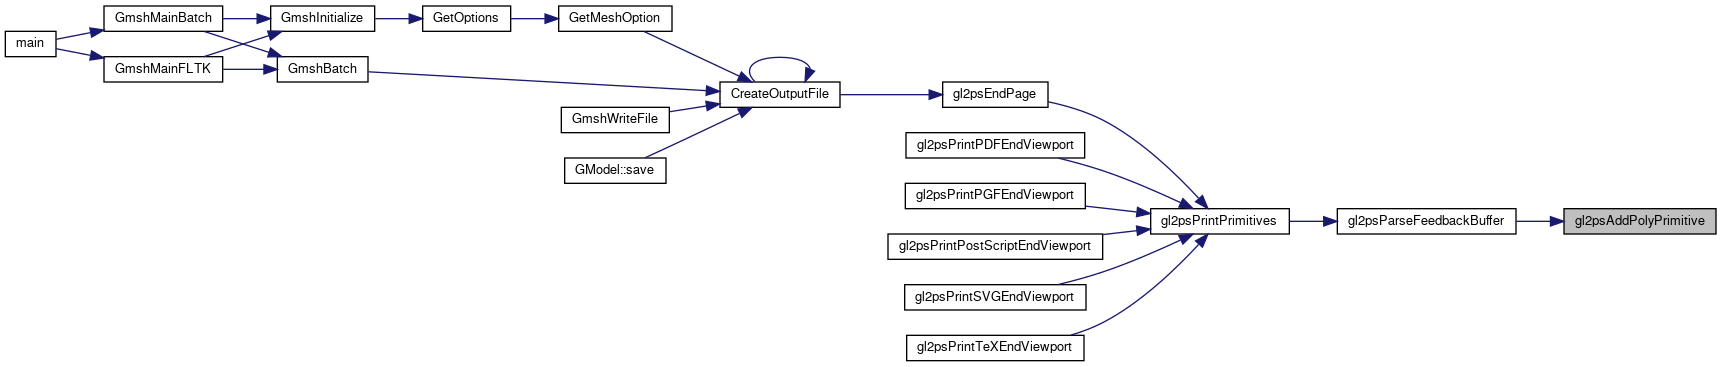 main
GmshMainBatch
GmshMainFLTK
GmshInitialize
GmshBatch
GetOptions
GetMeshOption
GmshWriteFile
GModel::save
CreateOutputFile
gl2psEndPage
gl2psPrintPDFEndViewport
gl2psPrintPGFEndViewport
gl2psPrintPostScriptEndViewport
gl2psPrintSVGEndViewport
gl2psPrintTeXEndViewport
gl2psPrintPrimitives
gl2psParseFeedbackBuffer
gl2psAddPolyPrimitive